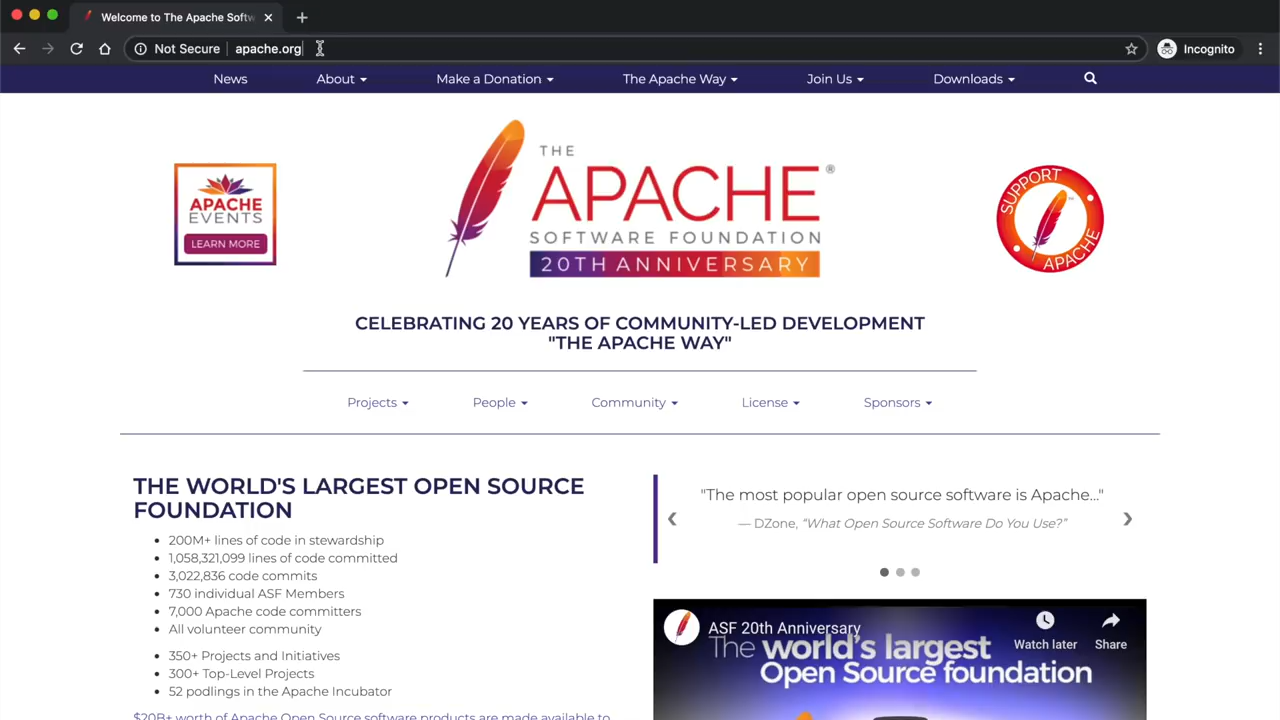 Welcome to The Apache Softw
Not Secure apache.org
Incognito
News About Make a Donation The Apache Way Join Us Downloads
APACHE EVENTS
LEARN MORE
THE
APACHE®
SOFTWARE FOUNDATION
20TH ANNIVERSARY
SUPPORT APACHE
CELEBRATING 20 YEARS OF COMMUNITY-LED DEVELOPMENT
"THE APACHE WAY"
Projects People Community License Sponsors
THE WORLD'S LARGEST OPEN SOURCE
FOUNDATION
• 200M+ lines of code in stewardship
• 1,058,321,099 lines of code committed
• 3,022,836 code commits
• 730 individual ASF Members
• 7,000 Apache code committers
• All volunteer community
• 350+ Projects and Initiatives
• 300+ Top-Level Projects
• 52 podlings in the Apache Incubator
$20B+ worth of Apache Open Source software products are made available to
"The most popular open source software is Apache..."
— DZone, “What Open Source Software Do You Use?”
ASF 20th Anniversary
Watch later
Share
The world's largest
Open Source foundation